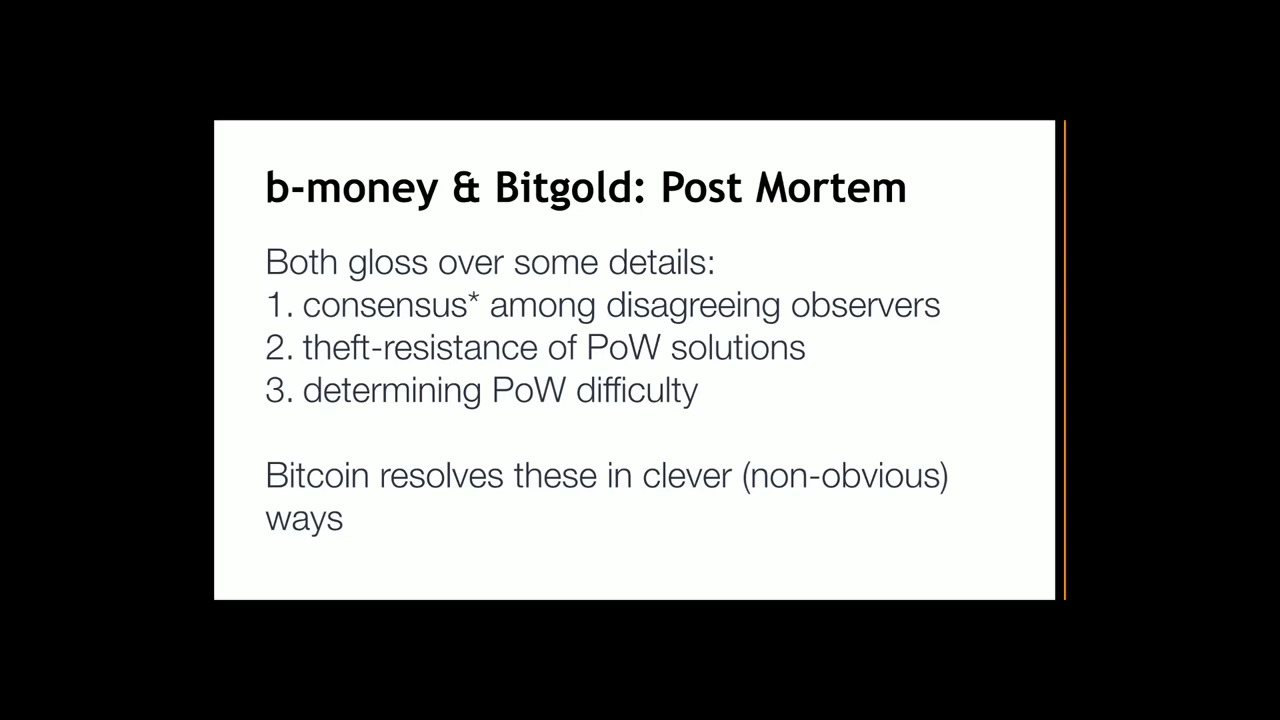 b-money & Bitgold: Post Mortem
Both gloss over some details:
1. consensus* among disagreeing observers
2. theft-resistance of PoW solutions
3. determining PoW difficulty
Bitcoin resolves these in clever (non-obvious)
ways